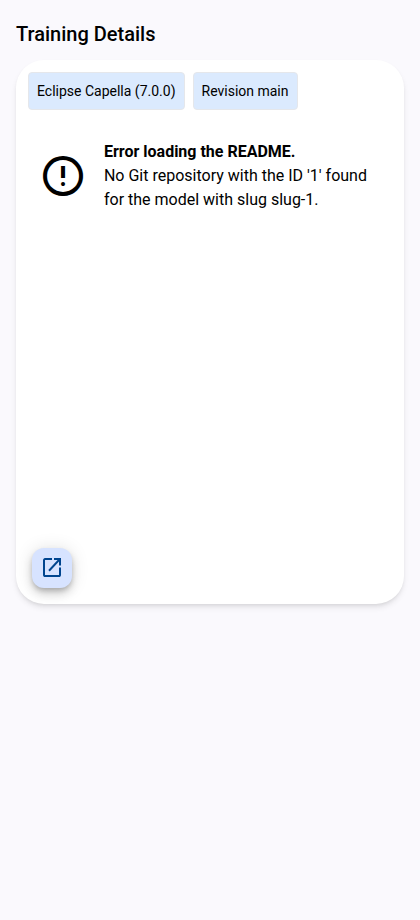 Training Details
Eclipse Capella (7.0.0)
Revision main
Error loading the README.
No Git repository with the ID '1' found
for the model with slug slug-1.